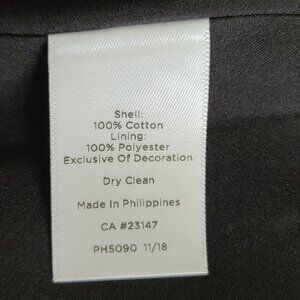 Shell:
100% Cotton
Lining:
100% Polyester
Exclusive Of Decoration
Dry Clean
Made In Philippines
CA #23147
PH5090 11/18